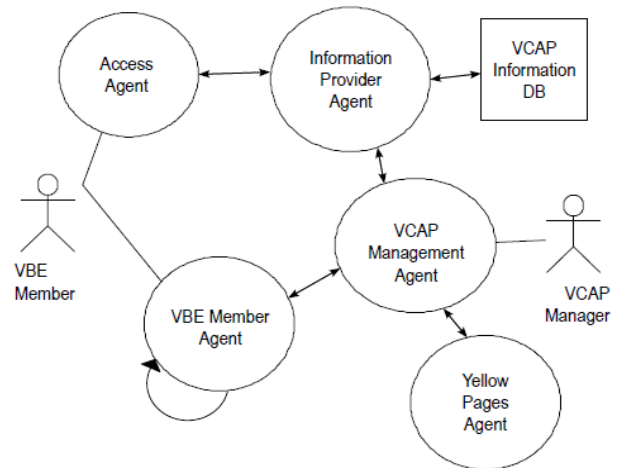 Access
Agent
Information
Provider
Agent
VCAP
Information
DB
VBE
Member
VCAP
Management
Agent
VCAP
Manager
VBE Member
Agent
Yellow
Pages
Agent